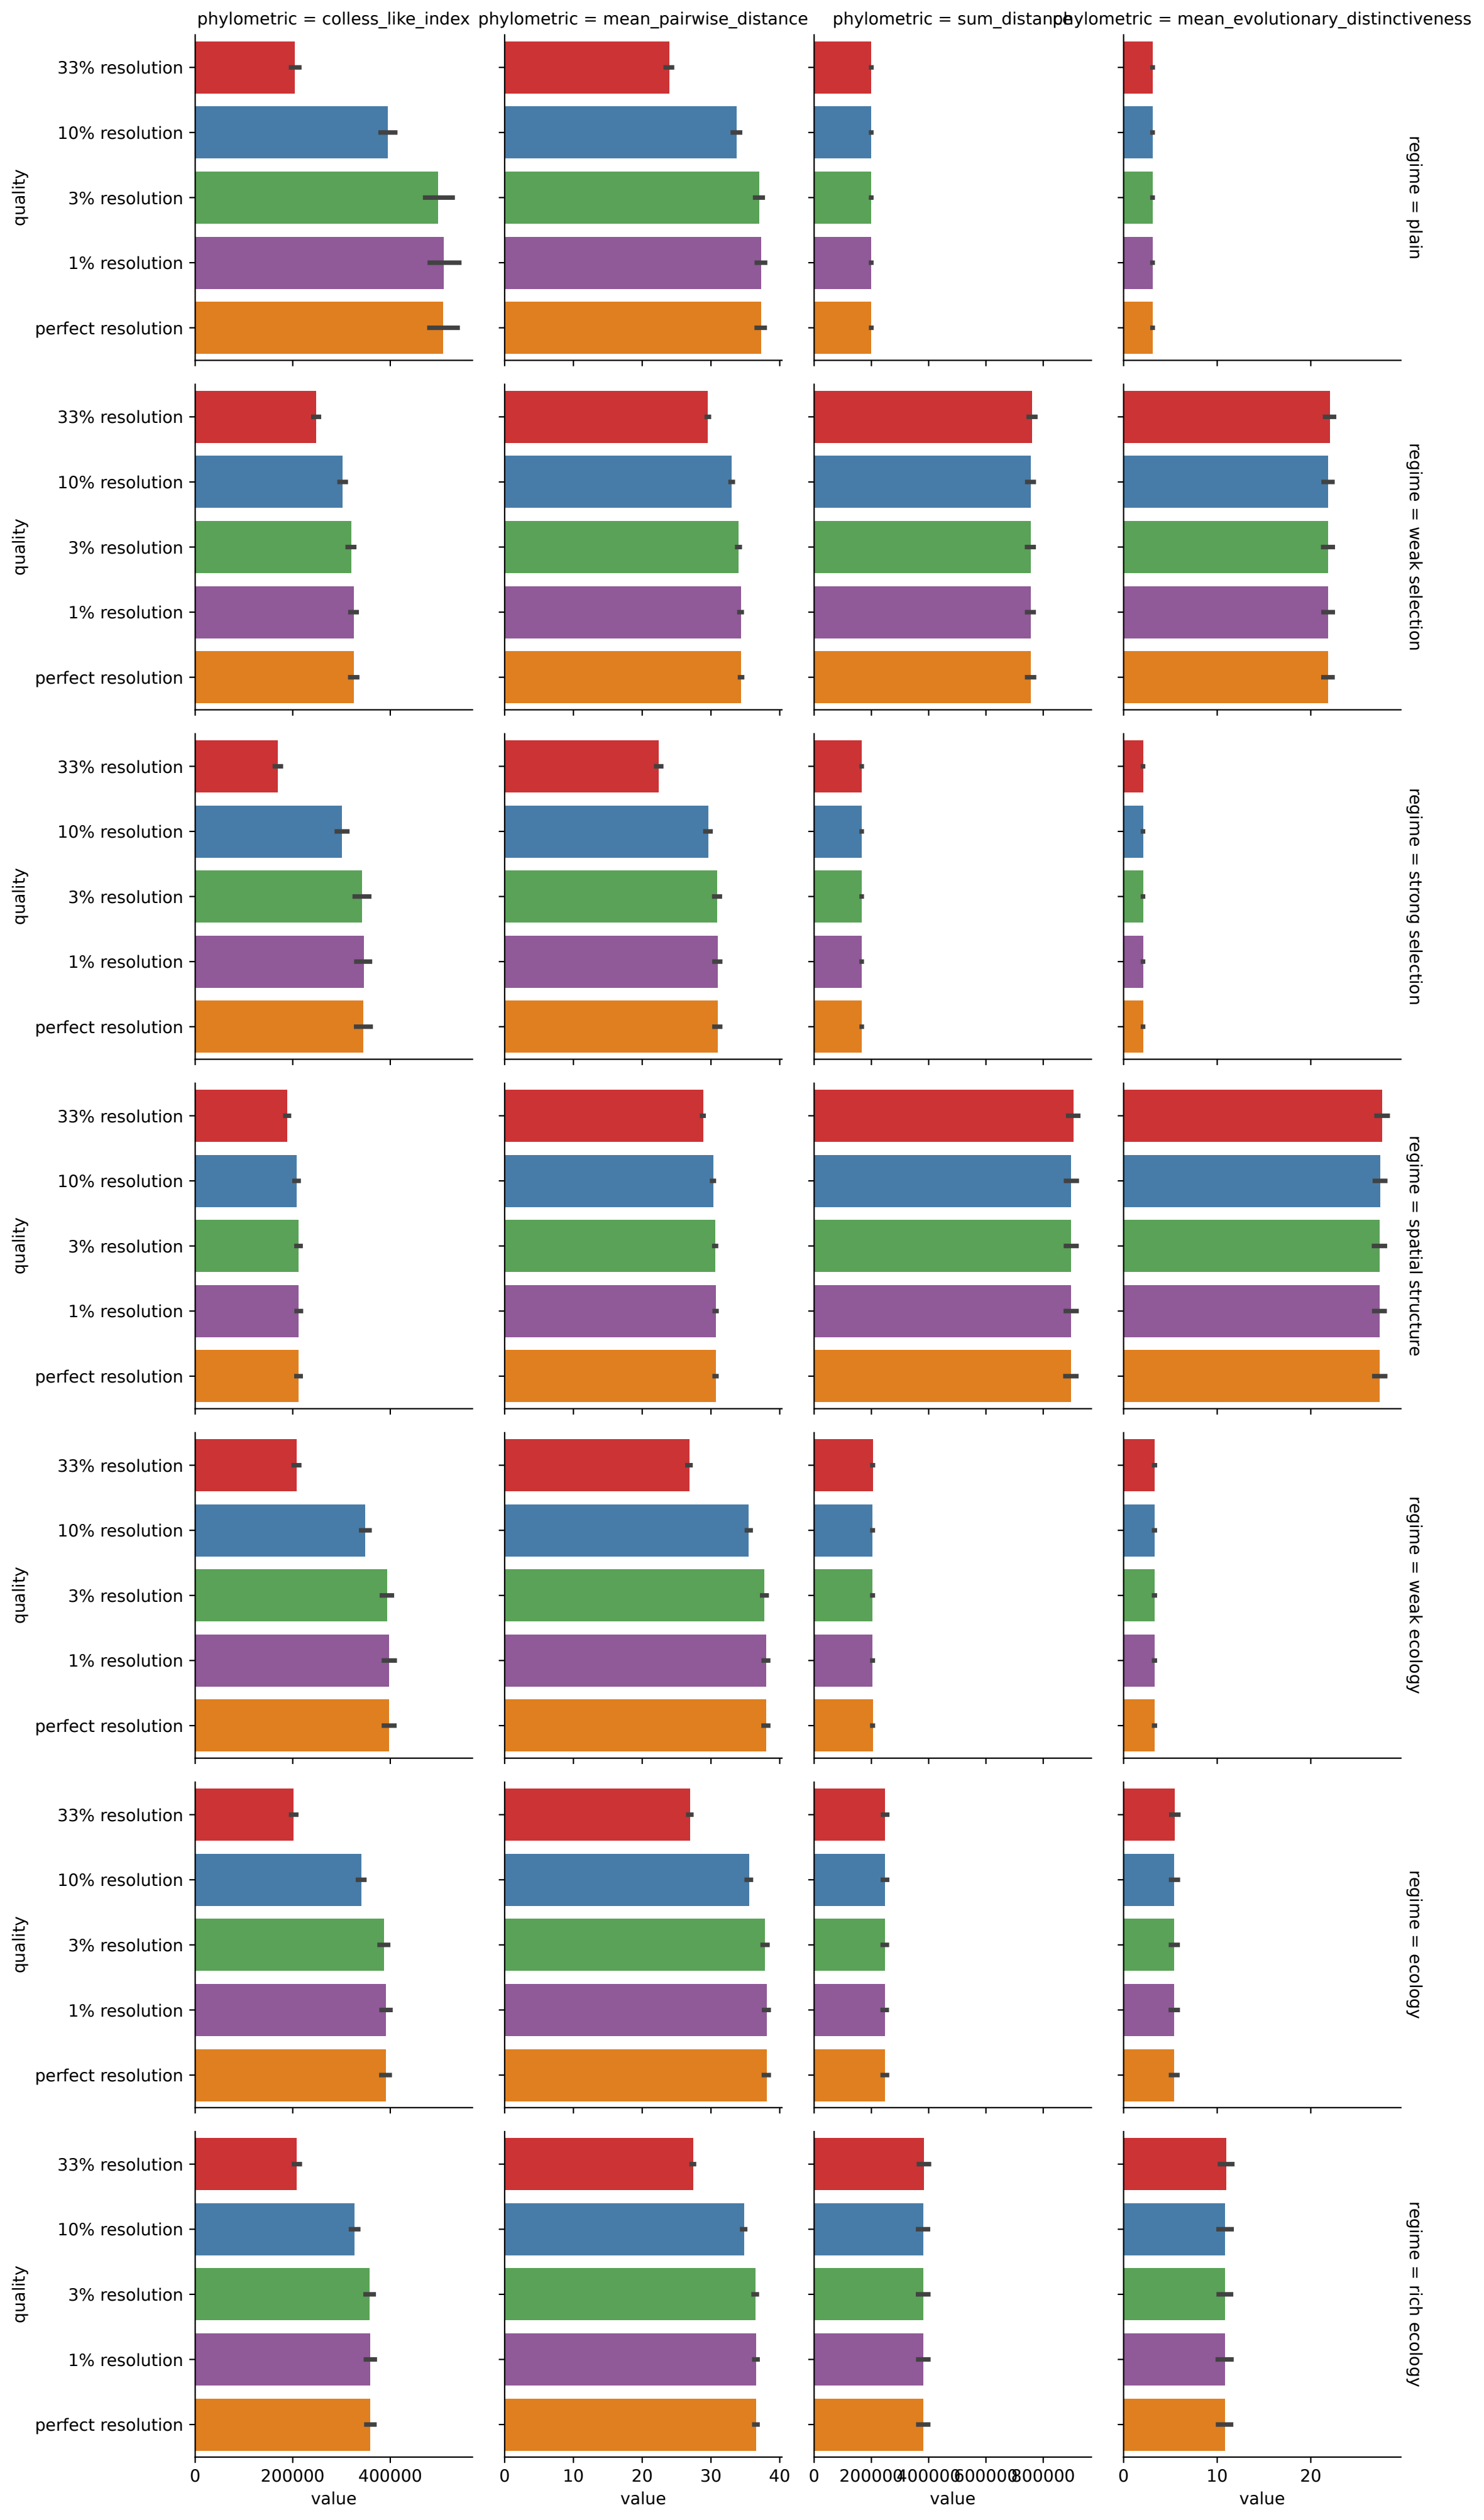 phylometric = colless_like_index
phylometric = mean_pairwise_distance
phylometric = sum_distance
phylometric = mean_evolutionary_distinctiveness
quality
33% resolution
10% resolution
3% resolution
1% resolution
perfect resolution
regime = plain
quality
33% resolution
10% resolution
3% resolution
1% resolution
perfect resolution
regime = weak selection
quality
33% resolution
10% resolution
3% resolution
1% resolution
perfect resolution
regime = strong selection
quality
33% resolution
10% resolution
3% resolution
1% resolution
perfect resolution
regime = spatial structure
quality
33% resolution
10% resolution
3% resolution
1% resolution
perfect resolution
regime = weak ecology
quality
33% resolution
10% resolution
3% resolution
1% resolution
perfect resolution
regime = ecology
quality
33% resolution
10% resolution
3% resolution
1% resolution
perfect resolution
regime = rich ecology
0 200000 400000
0 10 20 30 40
0 200000 400000 600000 800000
0 10 20
value
value
value
value